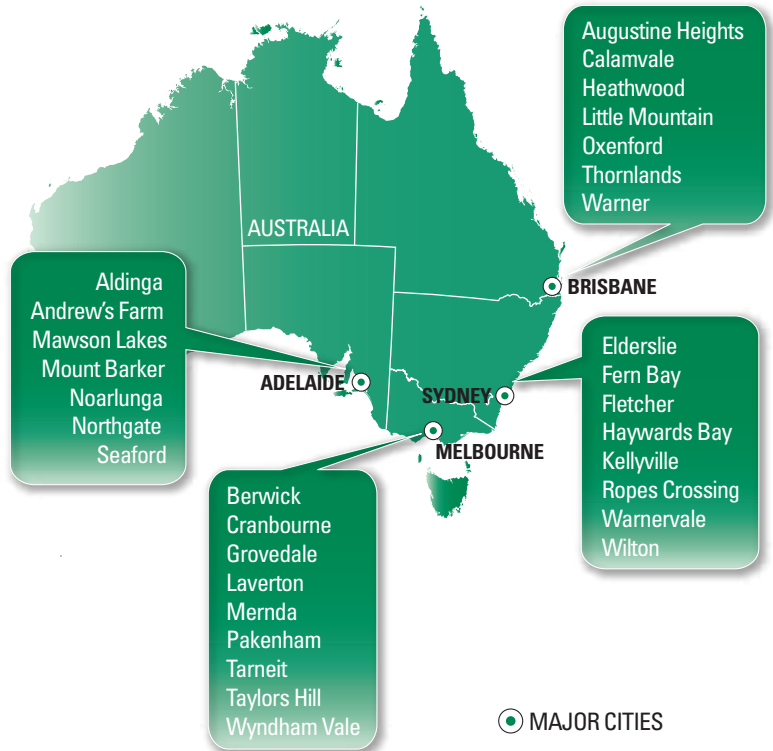 Augustine Heights
Calamvale
Heathwood
Little Mountain
Oxenford
Thornlands
Warner
AUSTRALIA
BRISBANE
Aldinga
Andrew’s Farm
Mawson Lakes
Mount Barker
Noarlunga
Northgate
Seaford
ADELAIDE
SYDNEY
Elderslie
Fern Bay
Fletcher
Haywards Bay
Kellyville
Ropes Crossing
Warnervale
Wilton
MELBOURNE
Berwick
Cranbourne
Grovedale
Laverton
Mernda
Pakenham
Tarneit
Taylors Hill
Wyndham Vale
MAJOR CITIES